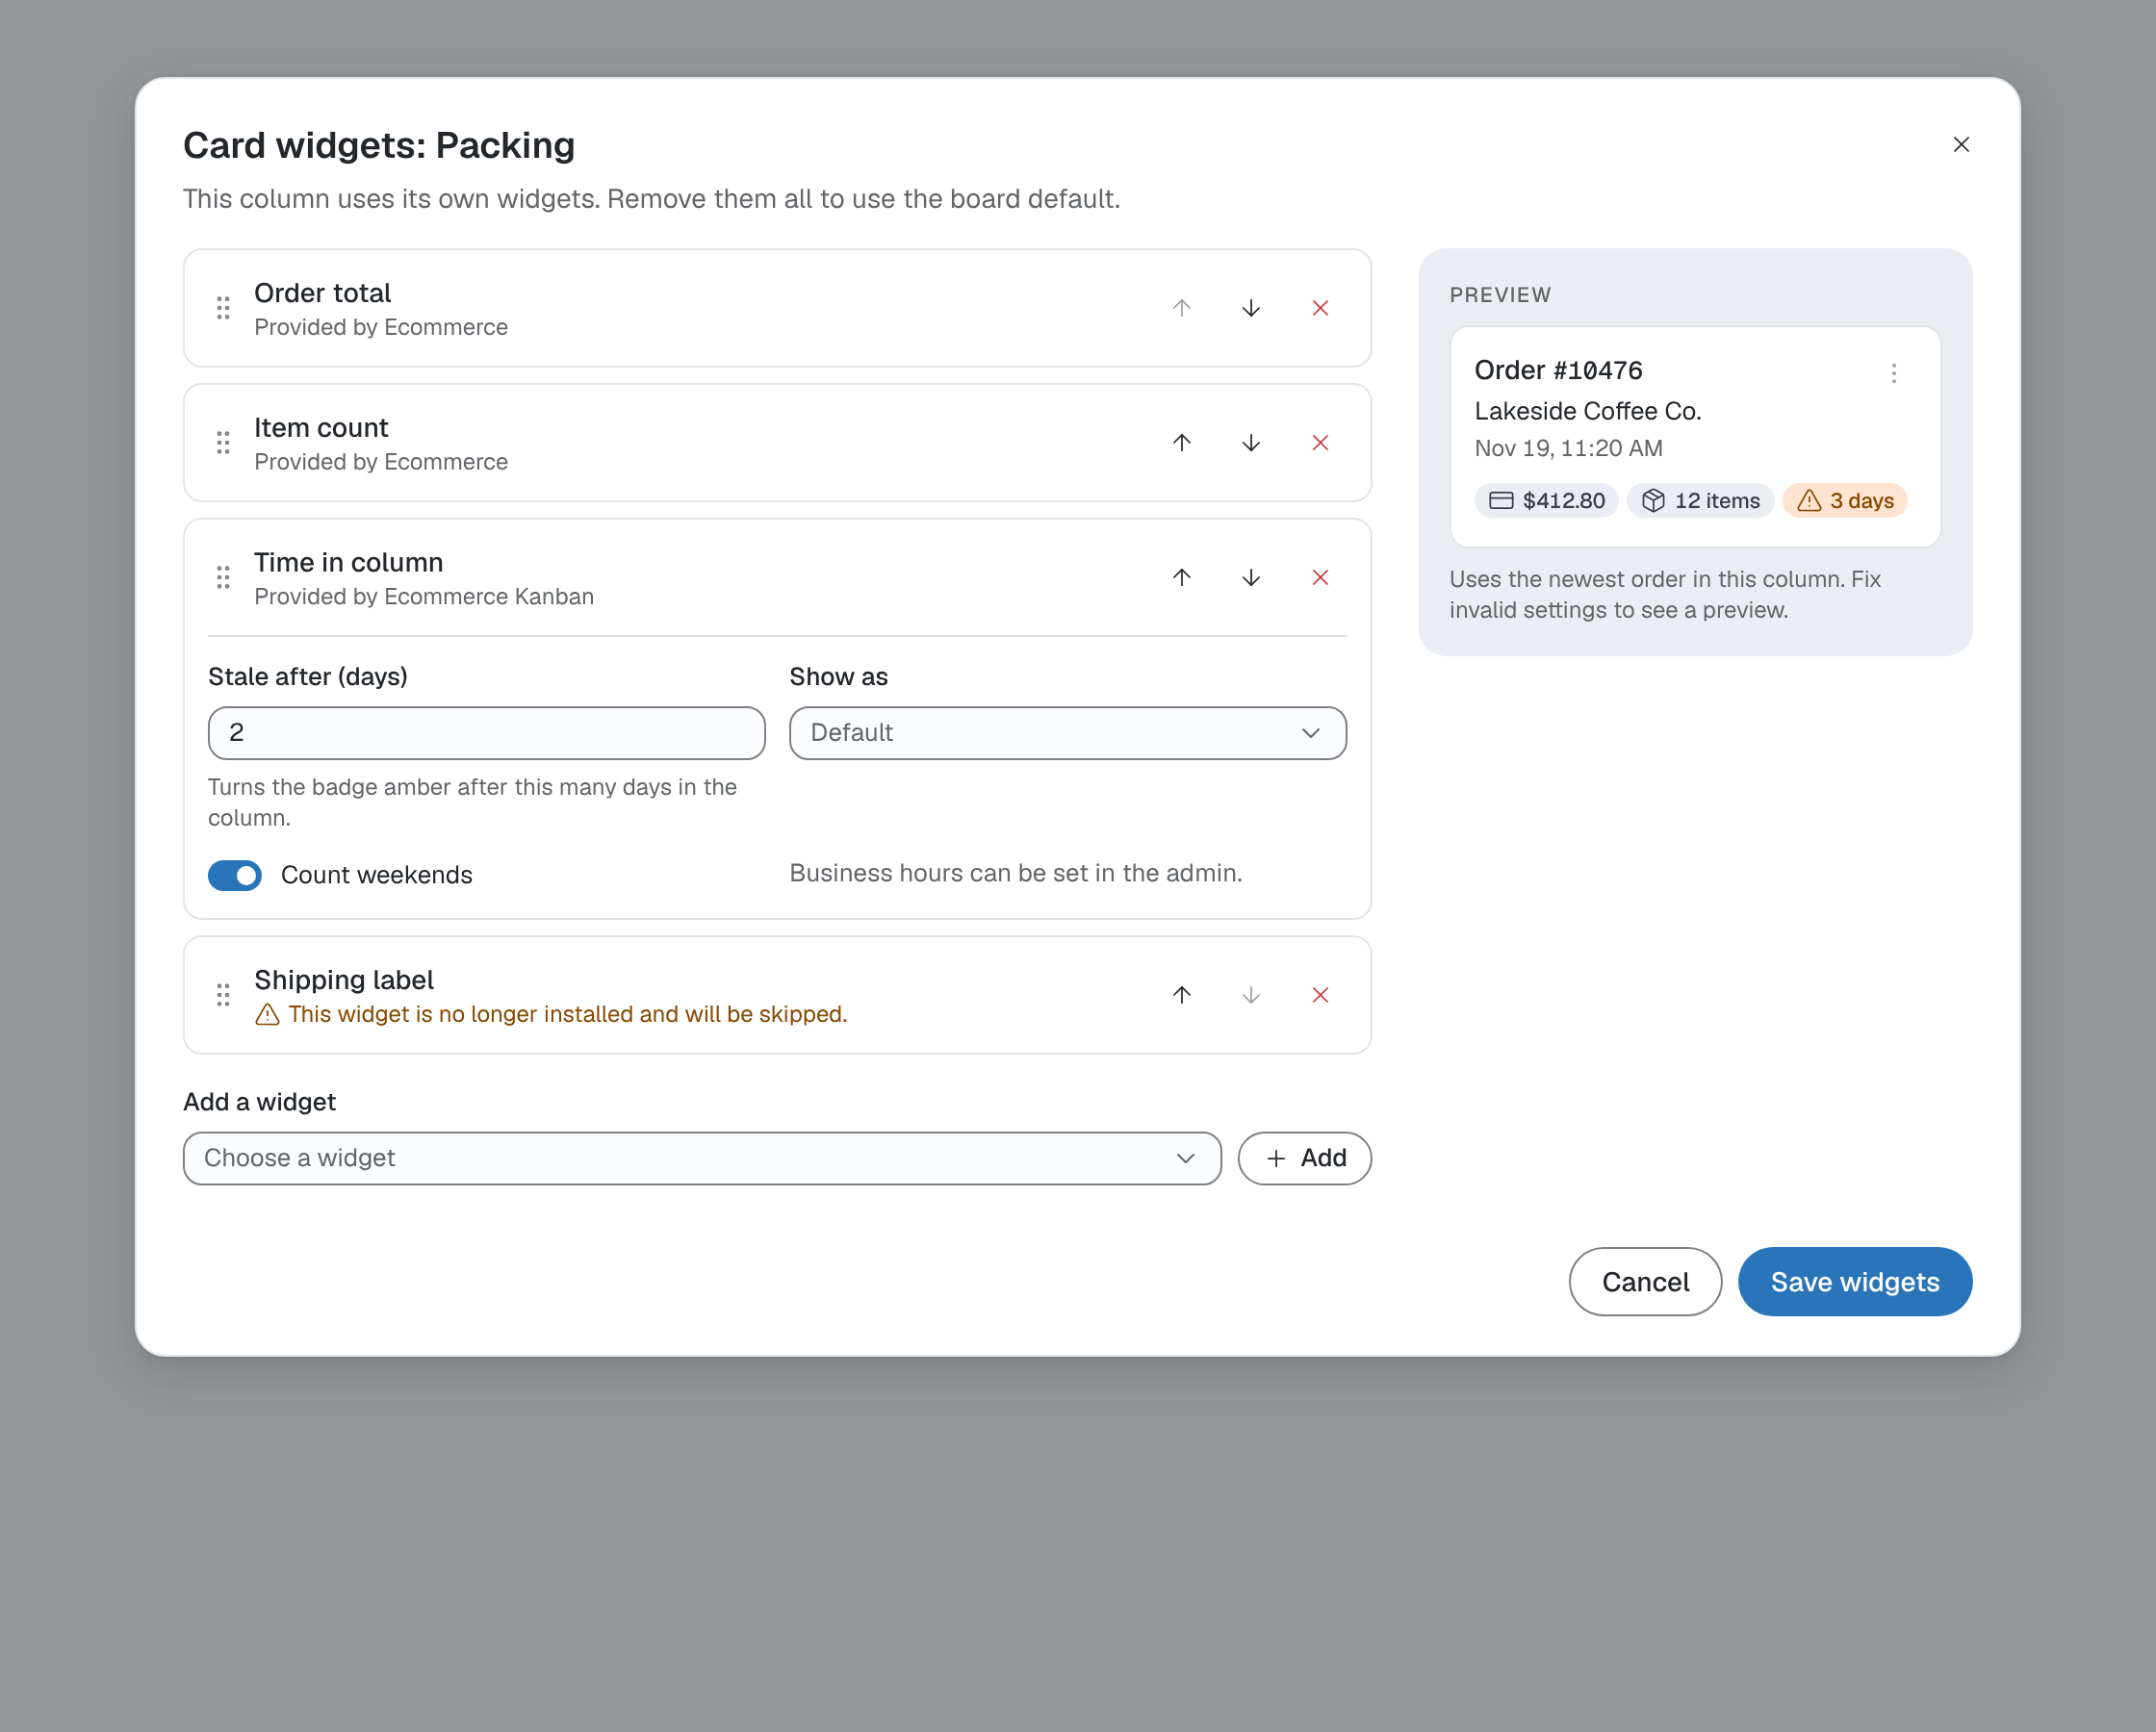 Card widgets: Packing
This column uses its own widgets. Remove them all to use the board default.
Order total
Provided by Ecommerce
Item count
Provided by Ecommerce
Time in column
Provided by Ecommerce Kanban
Stale after (days)
2
Turns the badge amber after this many days in the
column.
Show as
Default
Count weekends
Business hours can be set in the admin.
Shipping label
This widget is no longer installed and will be skipped.
Add a widget
Choose a widget
Add
PREVIEW
Order #10476
Lakeside Coffee Co.
Nov 19, 11:20 AM
$412.80 12 items 3 days
Uses the newest order in this column. Fix
invalid settings to see a preview.
Cancel
Save widgets